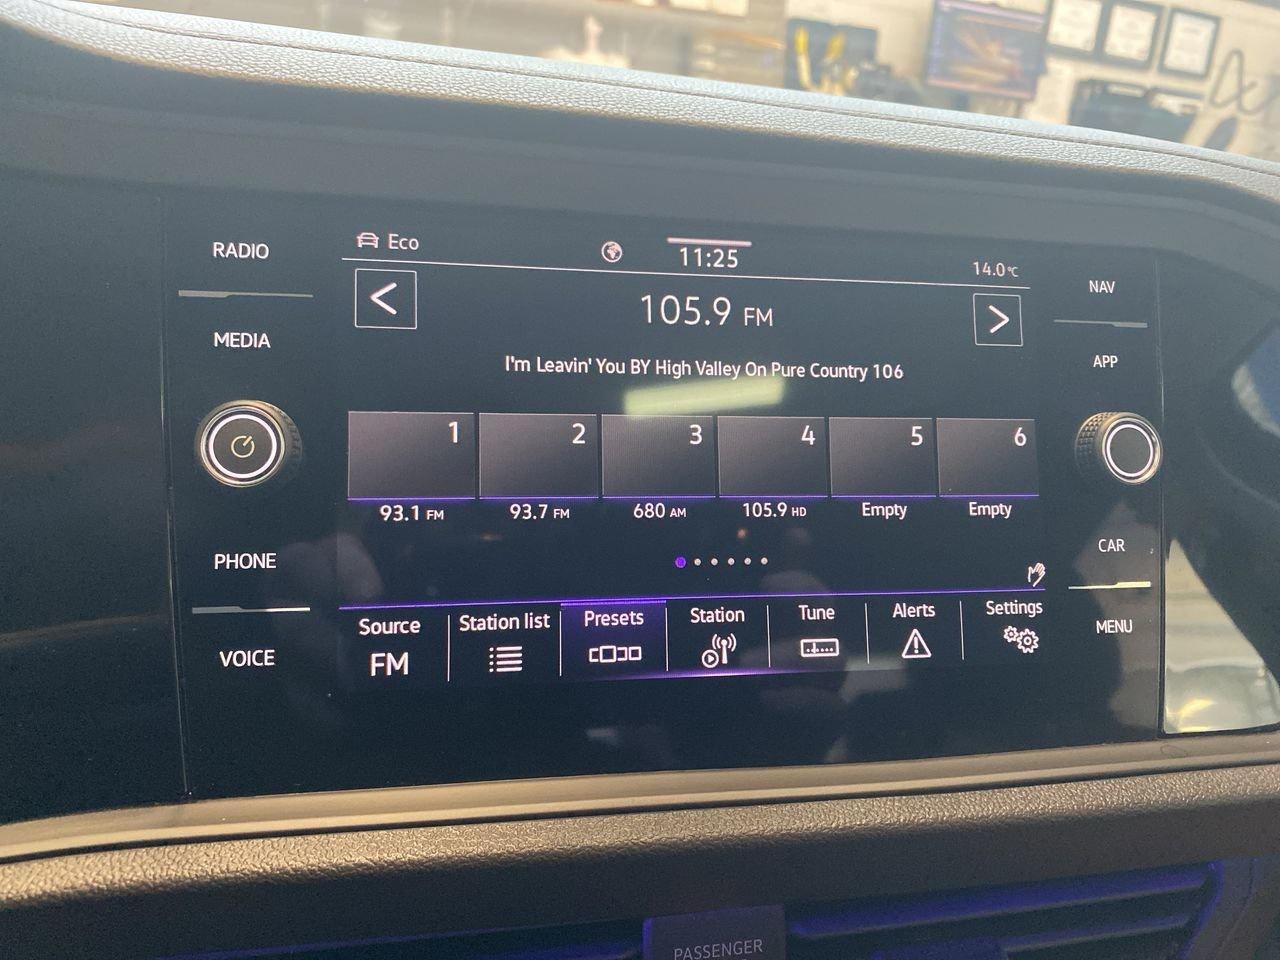 RADIO
MEDIA
PHONE
VOICE
Eco
11:25
14.0°C
<
105.9 FM
>
I'm Leavin' You BY High Valley On Pure Country 106
1
2
3
4
5
6
93.1 FM
93.7 FM
680 AM
105.9 HD
Empty
Empty
Source
FM
Station list
Presets
Station
Tune
Alerts
Settings
NAV
APP
CAR
MENU
PASSENGER